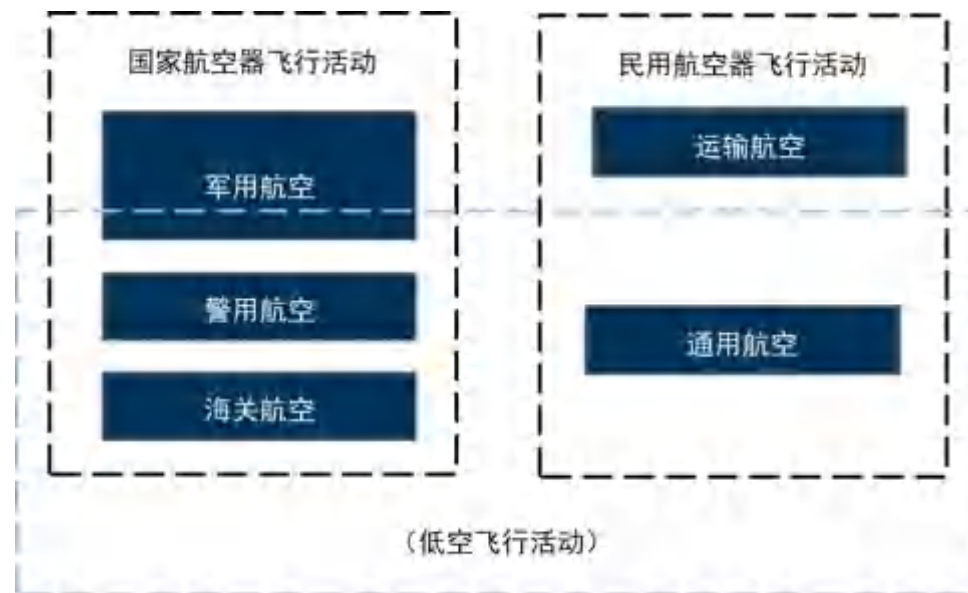 国家航空器飞行活动
军用航空
警用航空
海关航空
民用航空器飞行活动
运输航空
通用航空
（低空飞行活动）